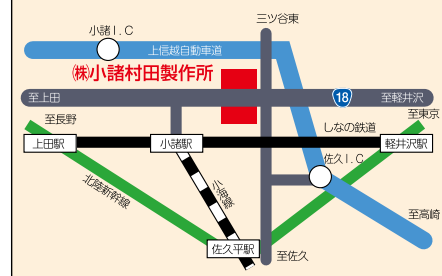 三ツ谷東
小諸I.C
上信越自動車道
㈱小諸村田製作所
至上田
18
至軽井沢
至長野
至東京
しなの鉄道
上田駅
小諸駅
軽井沢駅
佐久I.C
小海線
北陸新幹線
至高崎
佐久平駅
至佐久